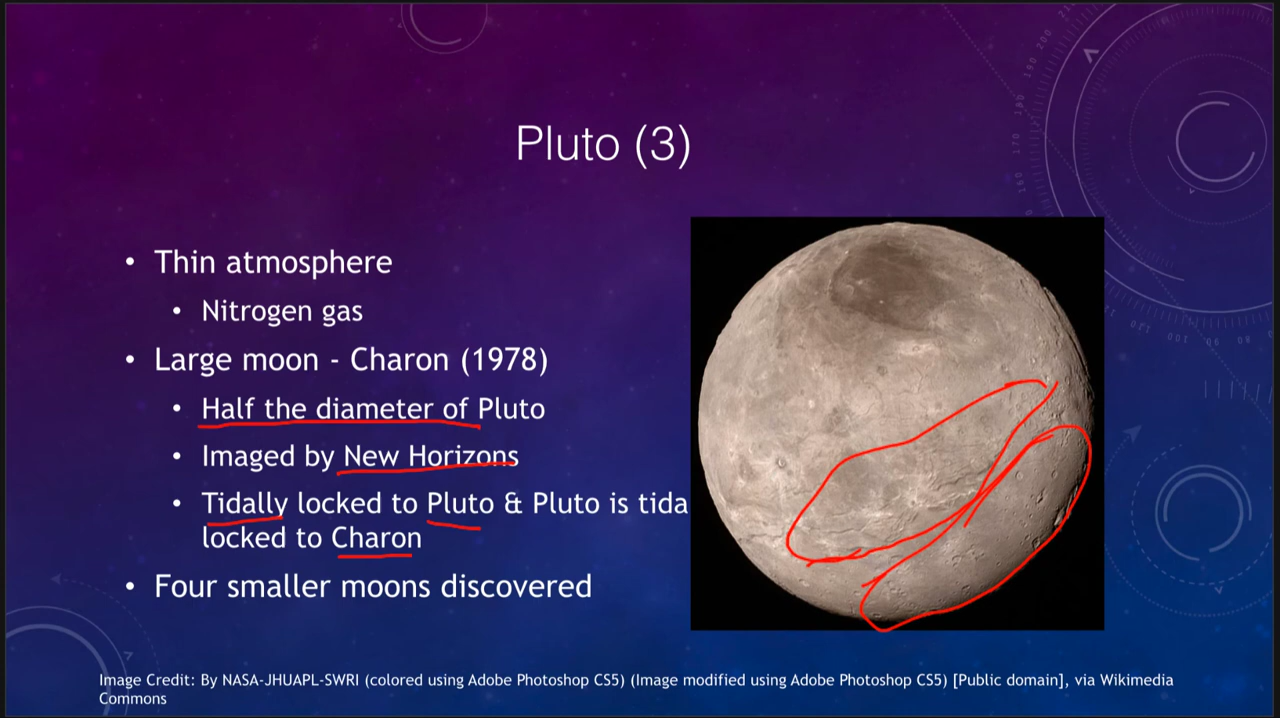 Pluto (3)
• Thin atmosphere
• Nitrogen gas
• Large moon - Charon (1978)
• Half the diameter of Pluto
• Imaged by New Horizons
• Tidally locked to Pluto & Pluto is tida
locked to Charon
• Four smaller moons discovered
Image Credit: By NASA-JHUAPL-SWRI (colored using Adobe Photoshop CS5) (Image modified using Adobe Photoshop CS5) [Public domain], via Wikimedia
Commons